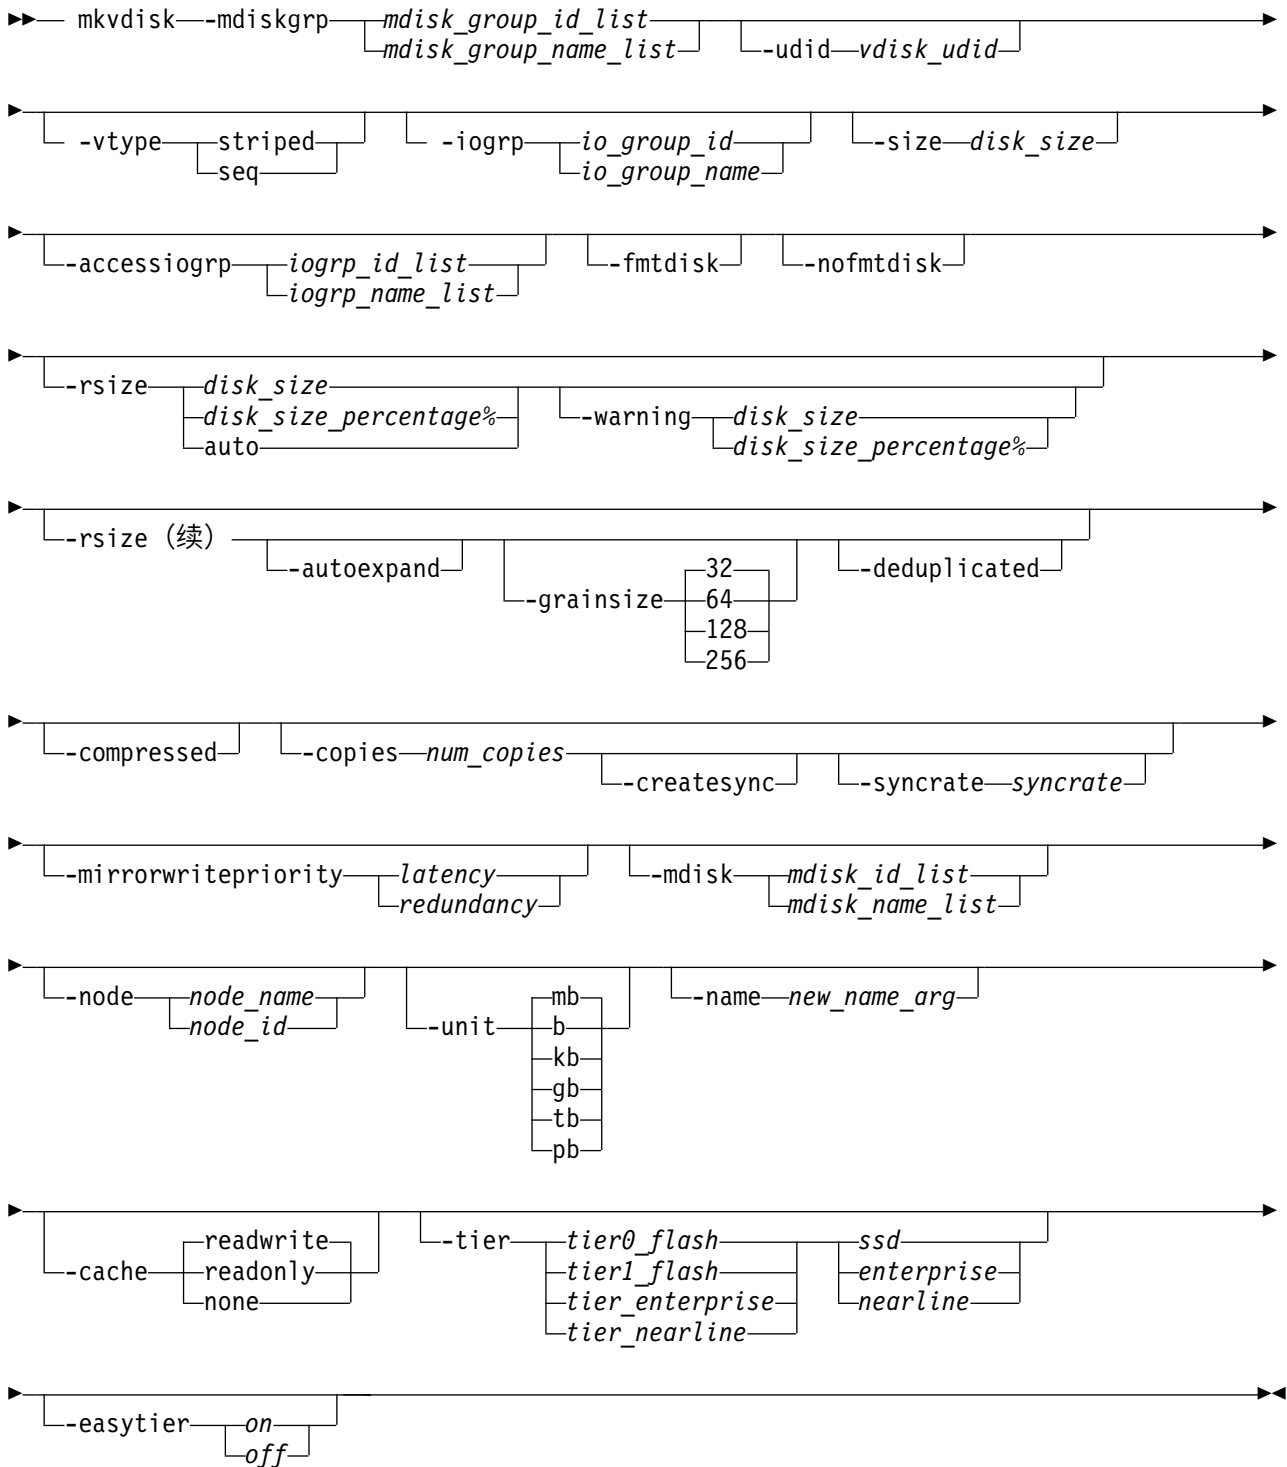 mkvdisk -mdiskgrp mdisk_group_id_list
mdisk_group_name_list -udid vdisk_udid
-vtype striped -iogrp io_group_id -size disk_size
seq io_group_name
-accessiogrp iogrp_id_list -fmtdisk -nofmtdisk
iogrp_name_list
-rsize disk_size
disk_size_percentage% -warning disk_size
auto disk_size_percentage%
-rsize（续）
-autoexpand 32 -deduplicated
-grainsize 64
128
256
-compressed -copies num_copies
-createsync -syncrate syncrate
-mirrorwritepriority latency -mdisk mdisk_id_list
redundancy mdisk_name_list
-node node_name mb -name new_name_arg
node_id -unit b
kb
gb
tb
pb
readwrite -tier tier0_flash ssd
-cache readonly tier1_flash enterprise
none tier_enterprise nearline
tier_nearline
-easytier on
off